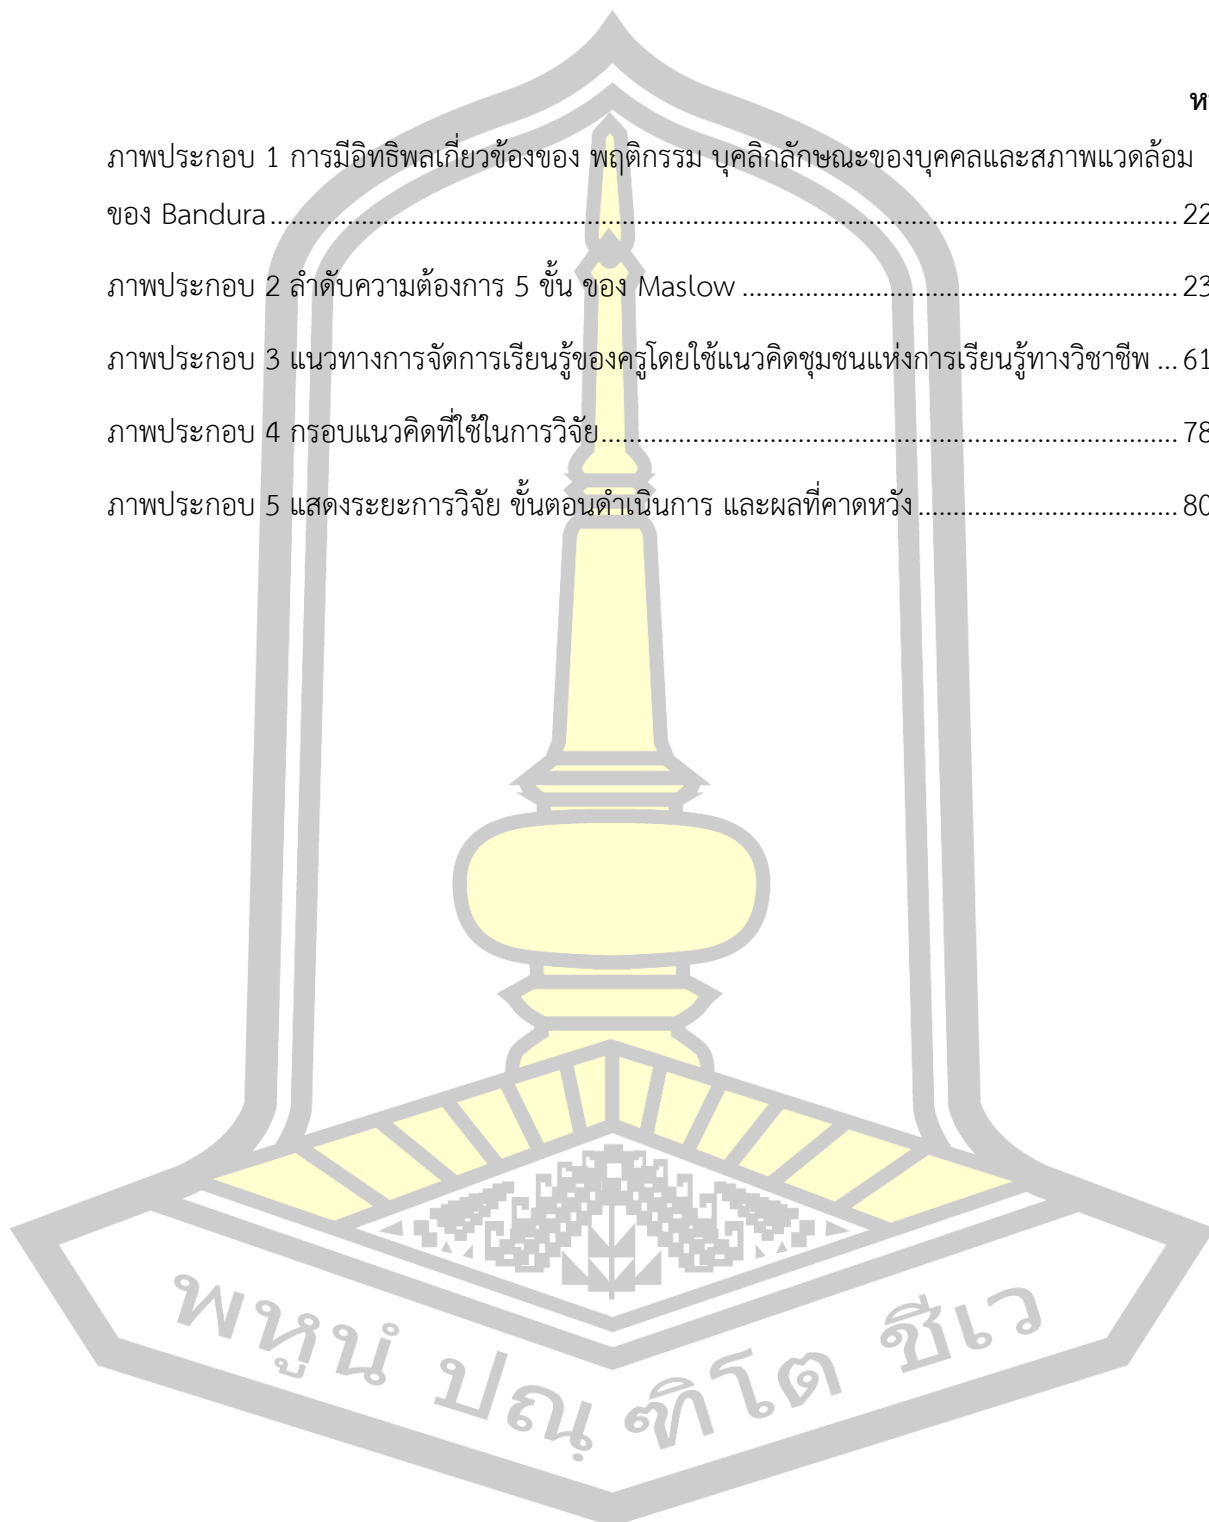 ภาพประกอบ 1 การมีอิทธิพลเกี่ยวข้องของ พฤติกรรม บุคลิกลักษณะของบุคคลและสภาพแวดล้อม
ของ Bandura.......................................................................................................................... 22
ภาพประกอบ 2 ลำดับความต้องการ 5 ขั้น ของ Maslow .......................................................... 23
ภาพประกอบ 3 แนวทางการจัดการเรียนรู้ของครูโดยใช้แนวคิดชุมชนแห่งการเรียนรู้ทางวิชาชีพ ... 61
ภาพประกอบ 4 กรอบแนวคิดที่ใช้ในการวิจัย............................................................................. 78
ภาพประกอบ 5 แสดงระยะการวิจัย ขั้นตอนดำเนินการ และผลที่คาดหวัง ................................... 80
พหูนํ ปณฺฑิโต ชีเว